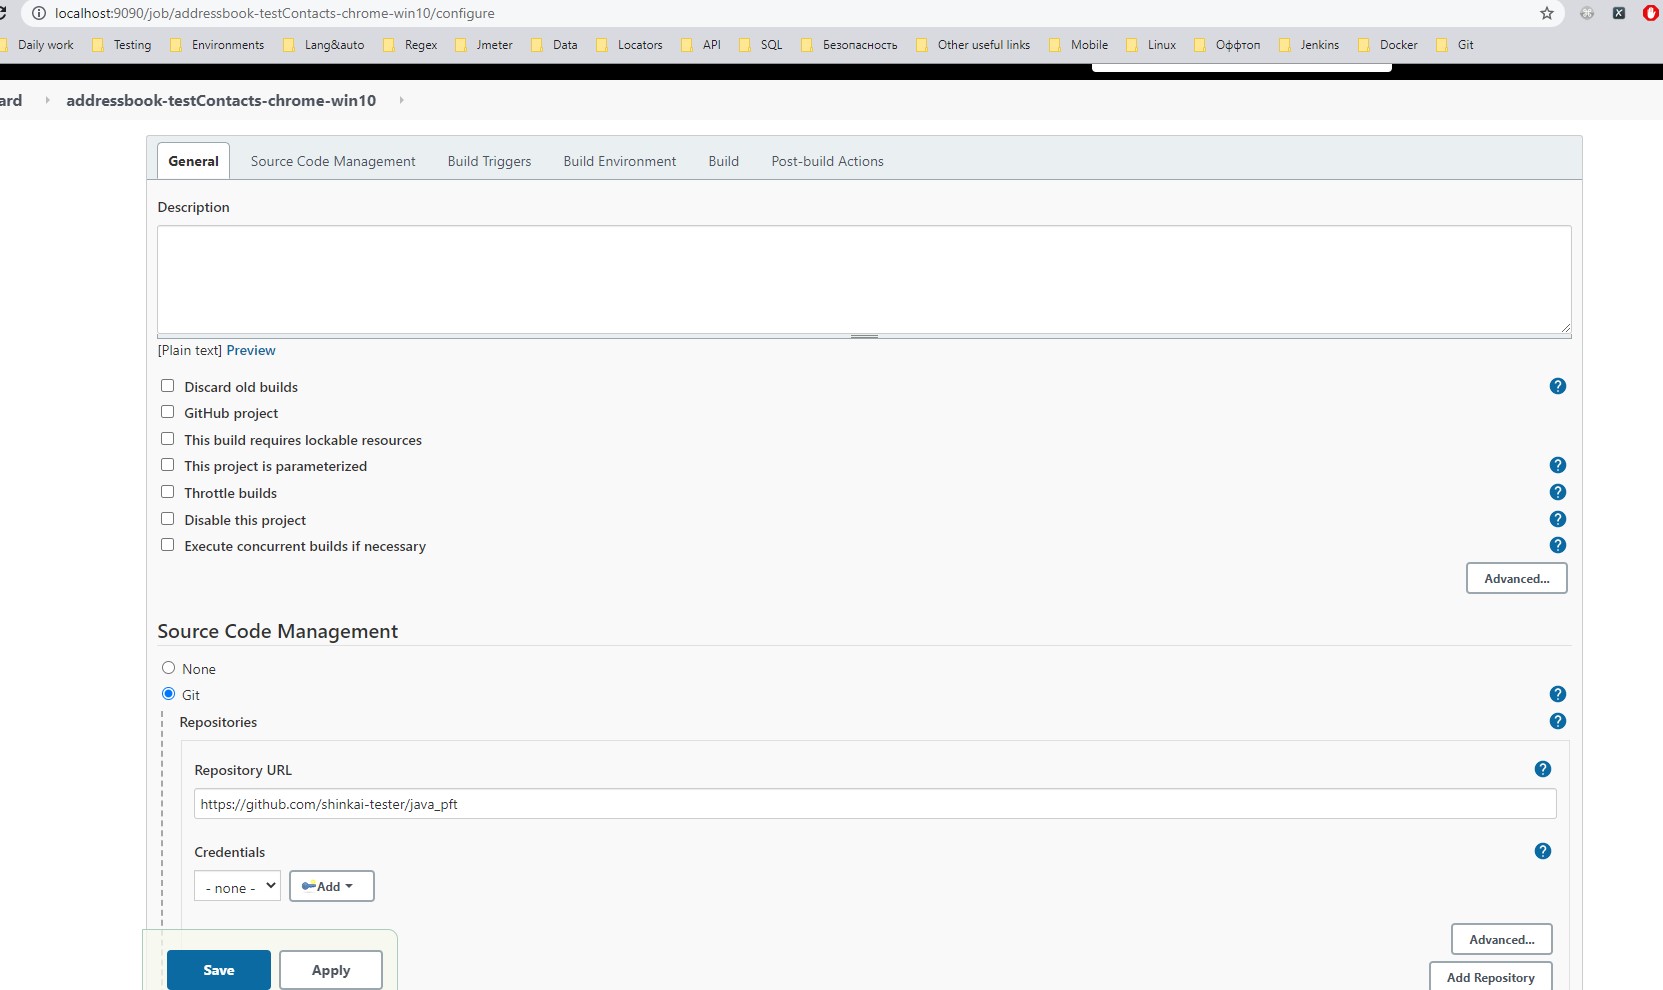 localhost:9090/job/addressbook-testContacts-chrome-win10/configure
Daily work Testing Environments Lang&auto Regex Jmeter Data Locators API SQL Безопасность Other useful links Mobile Linux Оффтоп Jenkins Docker Git
ard addressbook-testContacts-chrome-win10
General Source Code Management Build Triggers Build Environment Build Post-build Actions
Description
[Plain text] Preview
Discard old builds ?
GitHub project
This build requires lockable resources
This project is parameterized ?
Throttle builds ?
Disable this project ?
Execute concurrent builds if necessary ?
Advanced...
Source Code Management
None
Git ?
Repositories ?
Repository URL ?
https://github.com/shinkai-tester/java_pft
Credentials ?
- none - Add
Advanced...
Save Apply
Add Repository